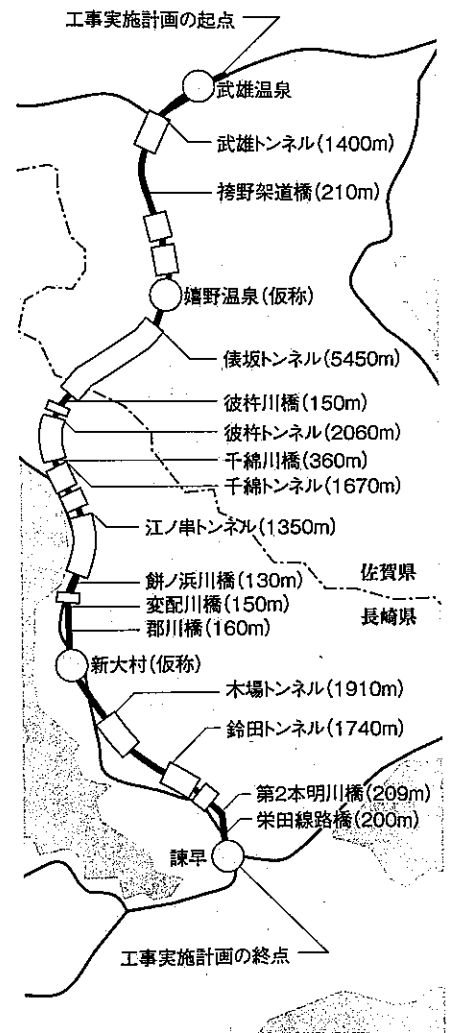 工事実施計画の起点
武雄温泉
武雄トンネル(1400m)
袴野架道橋(210m)
嬉野温泉(仮称)
俵坂トンネル(5450m)
彼杵川橋(150m)
彼杵トンネル(2060m)
千綿川橋(360m)
千綿トンネル(1670m)
江ノ串トンネル(1350m)
佐賀県
餅ノ浜川橋(130m)
変配川橋(150m)
長崎県
郡川橋(160m)
新大村(仮称)
木場トンネル(1910m)
鈴田トンネル(1740m)
第2本明川橋(209m)
栄田線路橋(200m)
諫早
工事実施計画の終点